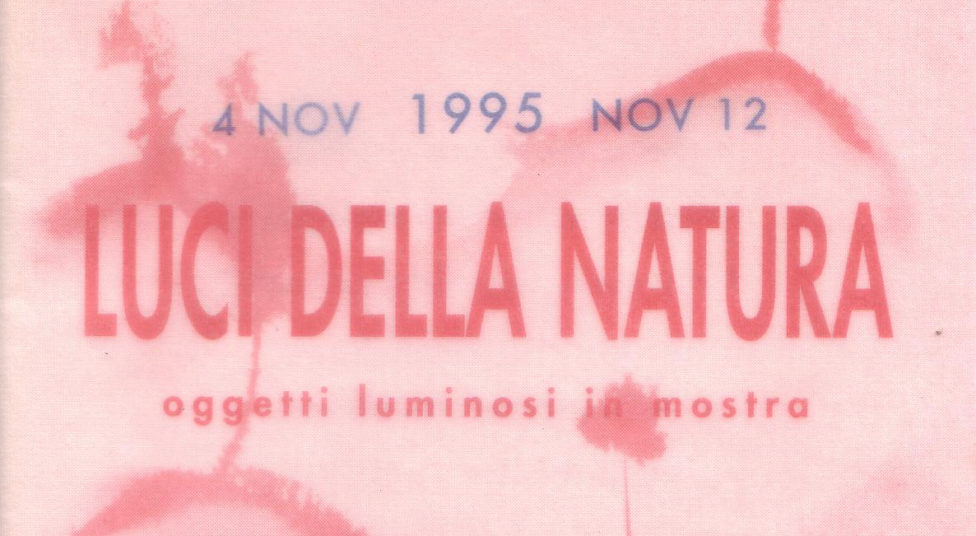 4 NOV 1995 NOV 12
LUCI DELLA NATURA
oggetti luminosi in mostra